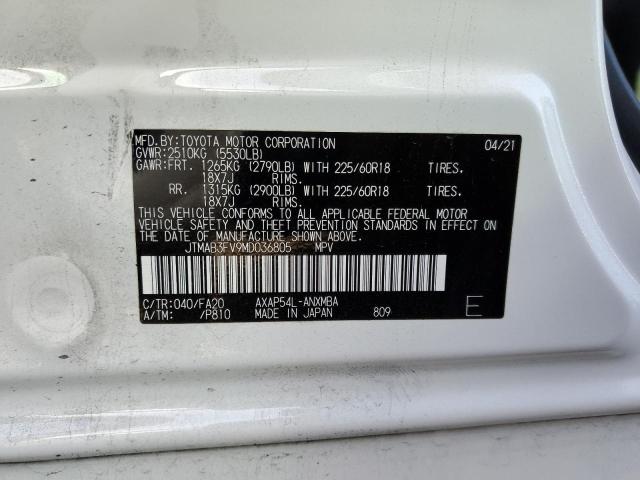 MFD.BY:TOYOTA MOTOR CORPORATION 04/21
GVWR:2510KG (5530LB)
GAWR:FRT. 1265KG (2790LB) WITH 225/60R18 TIRES.
18X7J RIMS.
RR. 1315KG (2900LB) WITH 225/60R18 TIRES.
18X7J RIMS.
THIS VEHICLE CONFORMS TO ALL APPLICABLE FEDERAL MOTOR
VEHICLE SAFETY AND THEFT PREVENTION STANDARDS IN EFFECT
ON THE DATE OF MANUFACTURE SHOWN ABOVE.
JTMAB3FV9MD036805 MPV
C/TR:040/FA20 AXAP54L-ANXMBA
A/TM: /P810 MADE IN JAPAN 809 E